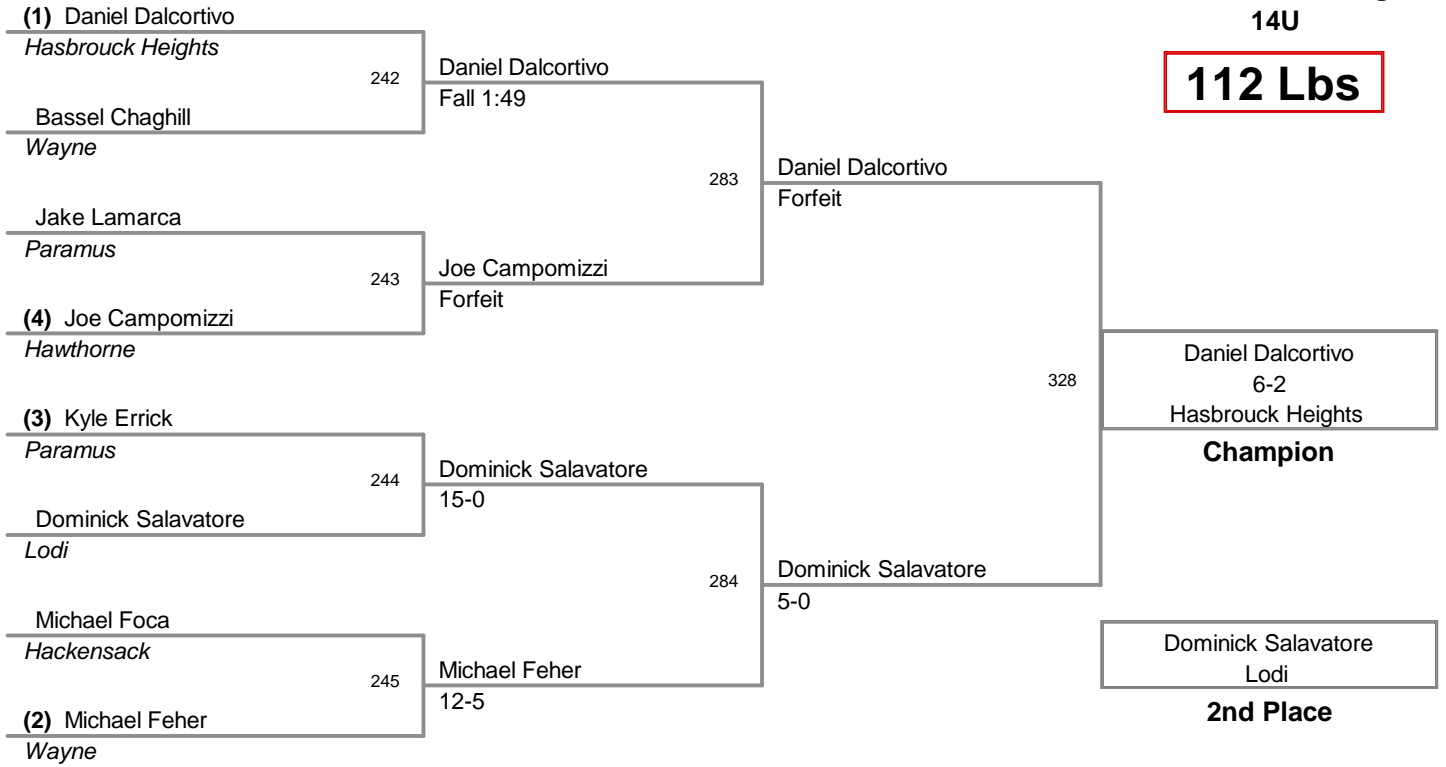 (1) Daniel Dalcortivo
Hasbrouck Heights
242
Bassel Chaghill
Wayne
Daniel Dalcortivo
Fall 1:49
Jake Lamarca
Paramus
243
(4) Joe Campomizzi
Hawthorne
Joe Campomizzi
Forfeit
283
Daniel Dalcortivo
Forfeit
(3) Kyle Errick
Paramus
244
Dominick Salavatore
Lodi
Dominick Salavatore
15-0
Michael Foca
Hackensack
245
(2) Michael Feher
Wayne
Michael Feher
12-5
284
Dominick Salavatore
5-0
328
14U
112 Lbs
Daniel Dalcortivo
6-2
Hasbrouck Heights
Champion
Dominick Salavatore
Lodi
2nd Place